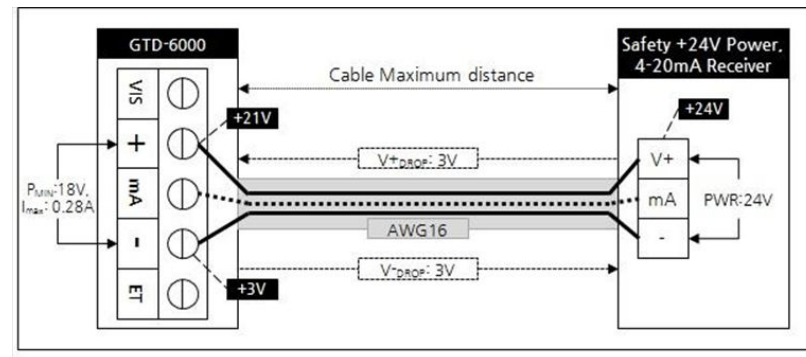 GTD-6000
Safety +24V Power,
4-20mA Receiver
Cable Maximum distance
SIV
+21V
+24V
+
V+DROP: 3V
V+
PMIN:18V,
Imax: 0.28A
mA
mA
PWR:24V
AWG16
-
-
V-DROP: 3V
+3V
ET